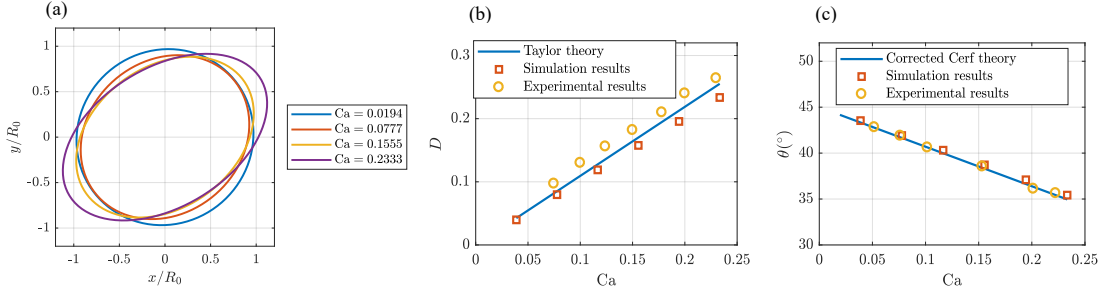 (a)
1
0.5
0
-0.5
-1
-1
-0.5
0
0.5
1
y/R₀
x/R₀
Ca = 0.0194
Ca = 0.0777
Ca = 0.1555
Ca = 0.2333
(b)
Taylor theory
Simulation results
Experimental results
0.3
0.2
0.1
0
0
0.05
0.1
0.15
0.2
0.25
D
Ca
(c)
Corrected Cerf theory
Simulation results
Experimental results
50
45
40
35
30
0
0.05
0.1
0.15
0.2
0.25
θ(°)
Ca